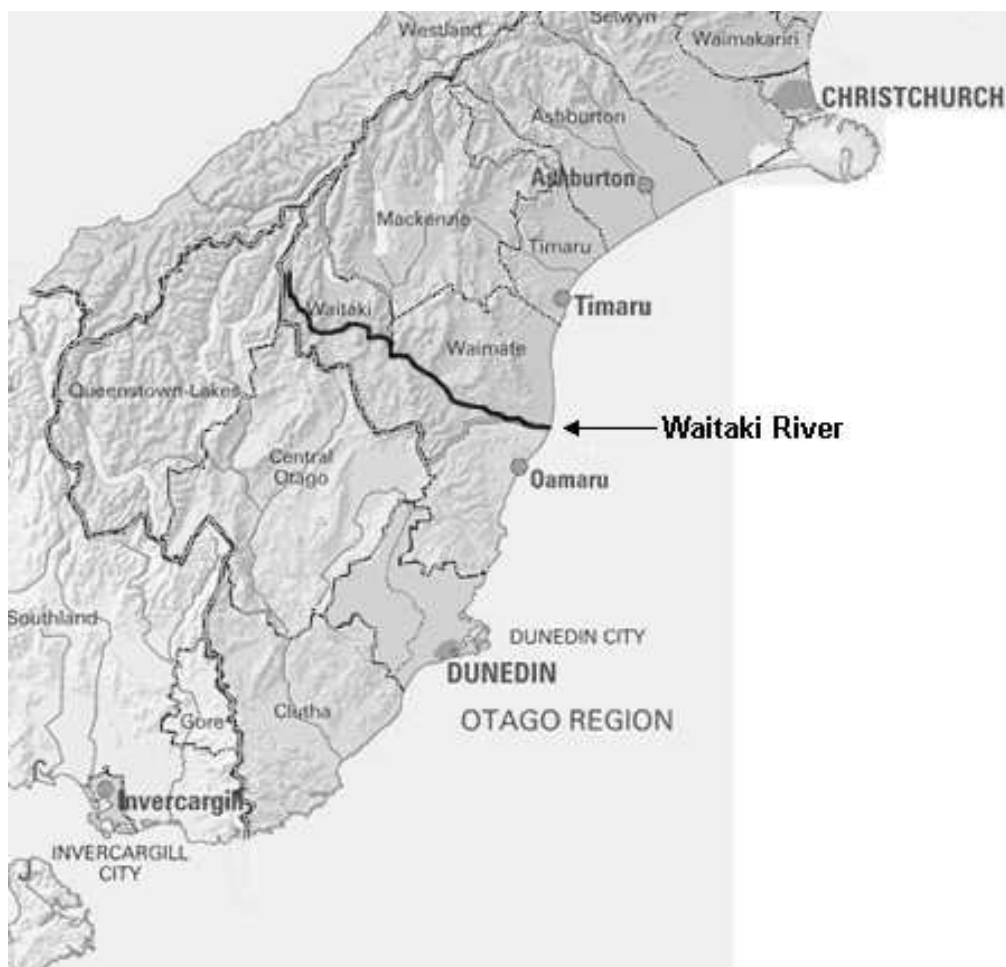 Selwyn
Westland
Waimakariri
CHRISTCHURCH
Ashburton
Ashburton
Mackenzie
Timaru
Timaru
Waitaki
Waimate
Queenstown-Lakes
Waitaki River
Central
Otago
Oamaru
Southland
DUNEDIN CITY
DUNEDIN
Gore
Clutha
OTAGO REGION
Invercargill
INVERCARGILL
CITY